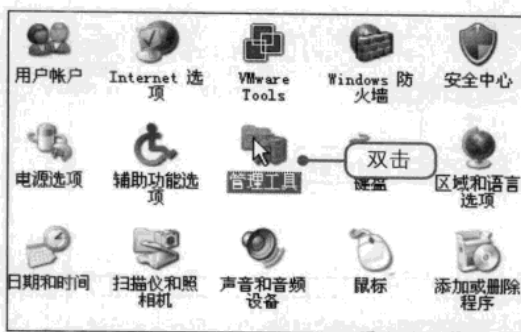 用户帐户
Internet 选
项
VMware
Tools
Windows 防
火墙
安全中心
电源选项
辅助功能选
项
管理工具
双击
键盘
区域和语言
选项
日期和时间
扫描仪和照
相机
声音和音频
设备
鼠标
添加或删除
程序